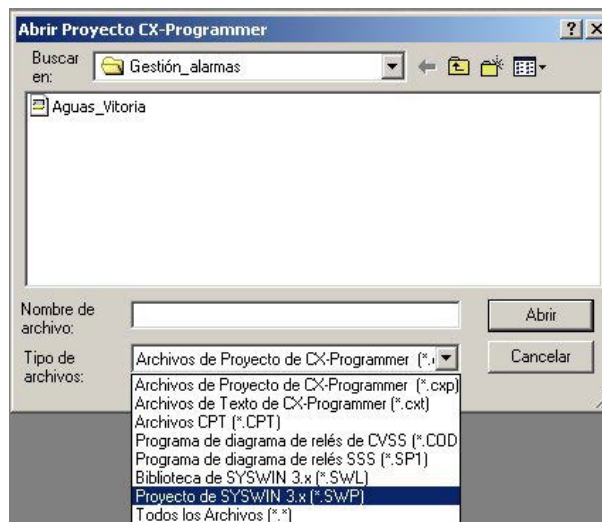 Abrir Proyecto CX-Programmer
Buscar en:
Gestión_alarmas
Aguas_Vitoria
Nombre de archivo:
Abrir
Tipo de archivos:
Archivos de Proyecto de CX-Programmer (*.
Cancelar
Archivos de Proyecto de CX-Programmer (*.cxp)
Archivos de Texto de CX-Programmer (*.cxt)
Archivos CPT (*.CPT)
Programa de diagrama de relés de CVSS (*.COD
Programa de diagrama de relés SSS (*.SP1)
Biblioteca de SYSWIN 3.x (*.SWL)
Proyecto de SYSWIN 3.x (*.SWP)
Todos los Archivos (*.*)